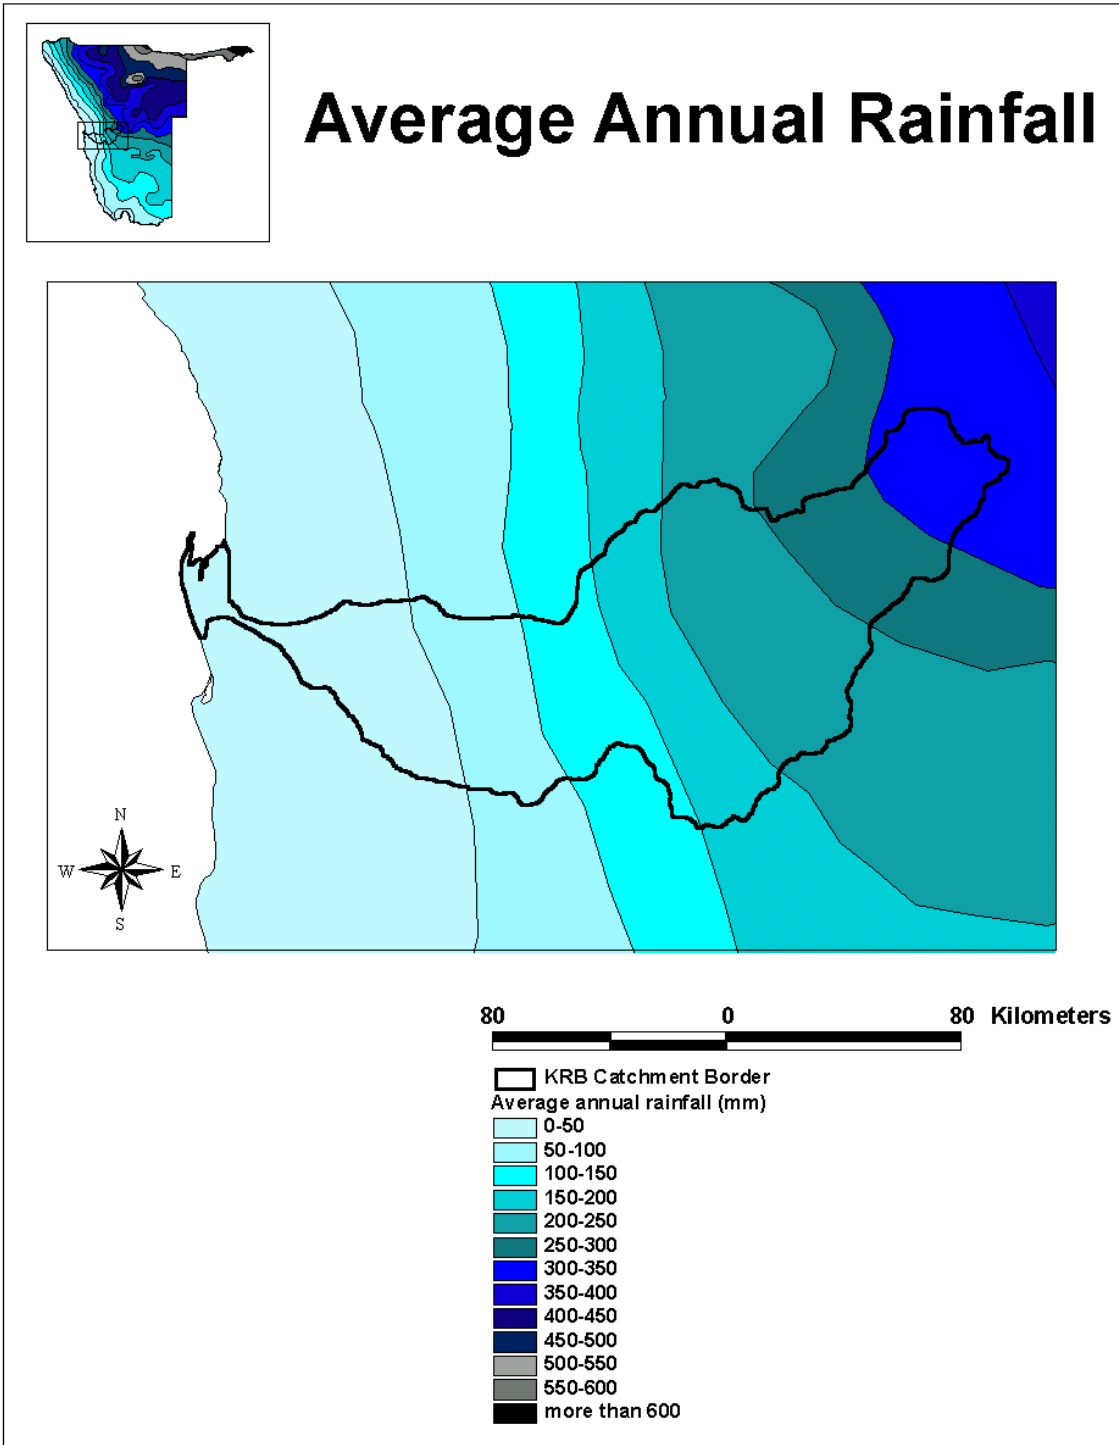 Average Annual Rainfall
N
W E
S
80 0 80 Kilometers
KRB Catchment Border
Average annual rainfall (mm)
0-50
50-100
100-150
150-200
200-250
250-300
300-350
350-400
400-450
450-500
500-550
550-600
more than 600